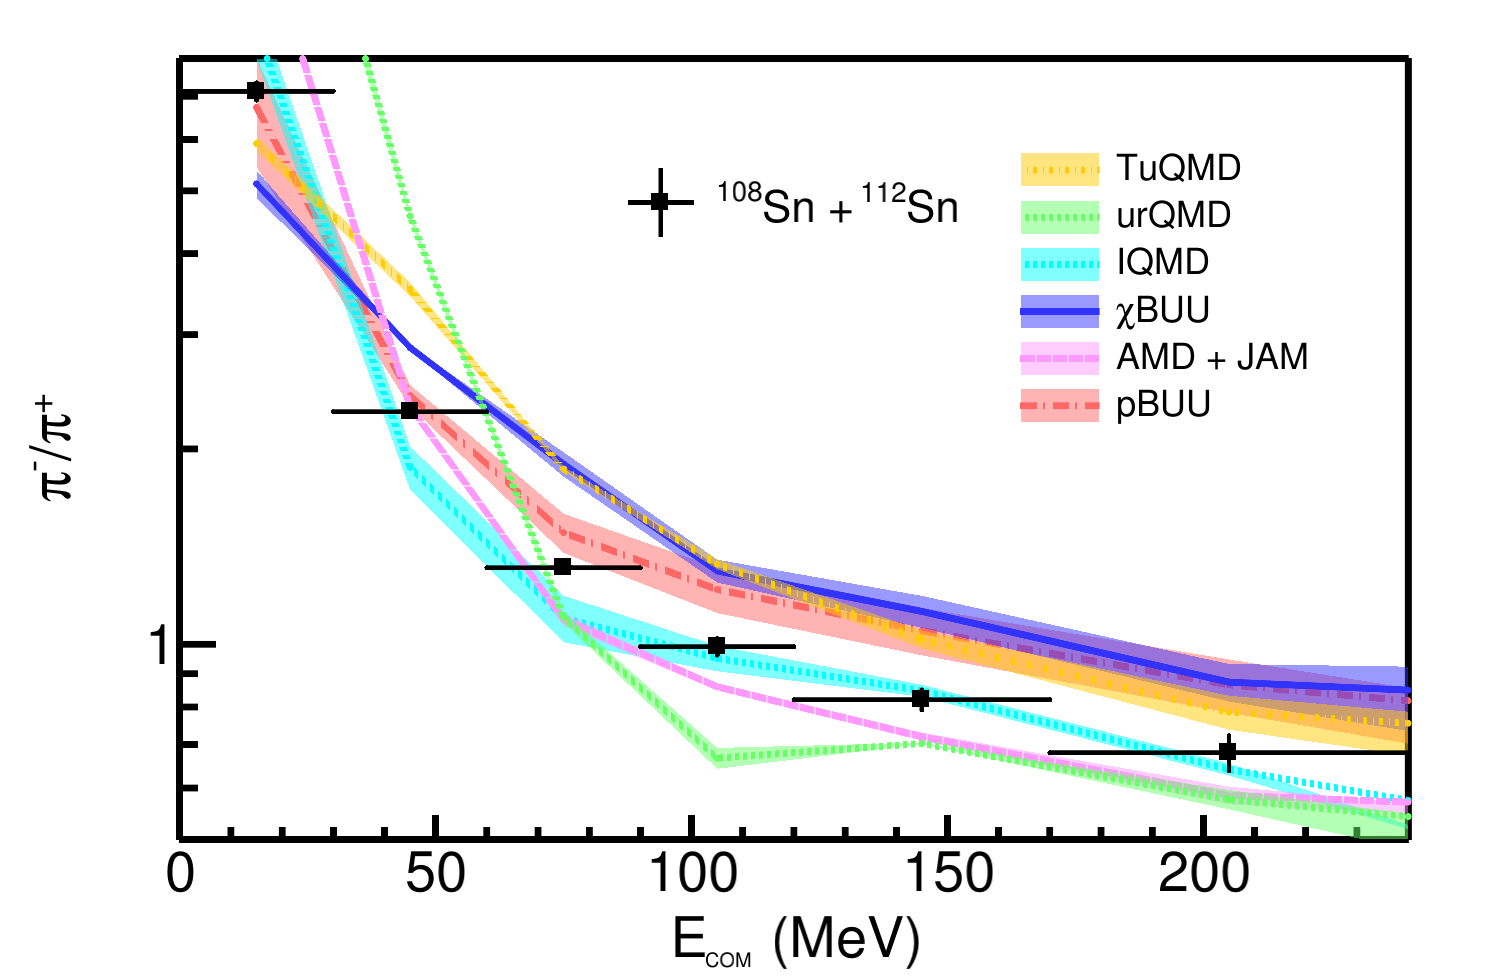 π⁻/π⁺
1
0 50 100 150 200
E_COM (MeV)
¹⁰⁸Sn + ¹¹²Sn
TuQMD
urQMD
IQMD
χBUU
AMD + JAM
pBUU